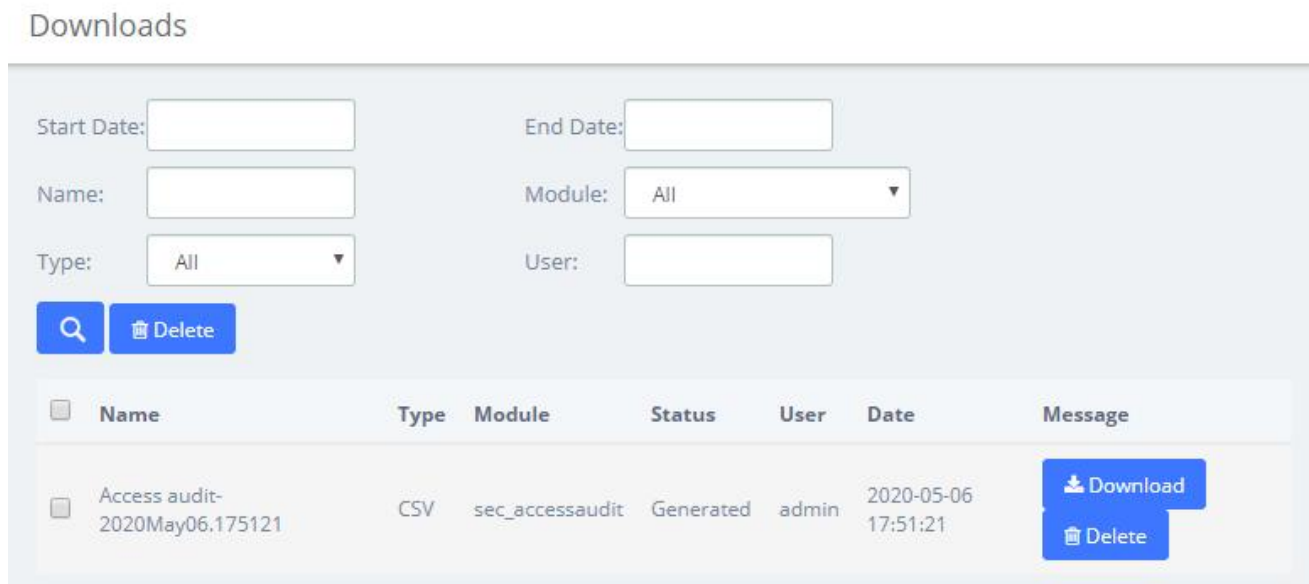 Downloads
Start Date: End Date:
Name: Module: All
Type: All User:
Delete
Name Type Module Status User Date Message
Access audit-
2020May06.175121 CSV sec_accessaudit Generated admin 2020-05-06
17:51:21 Download
Delete